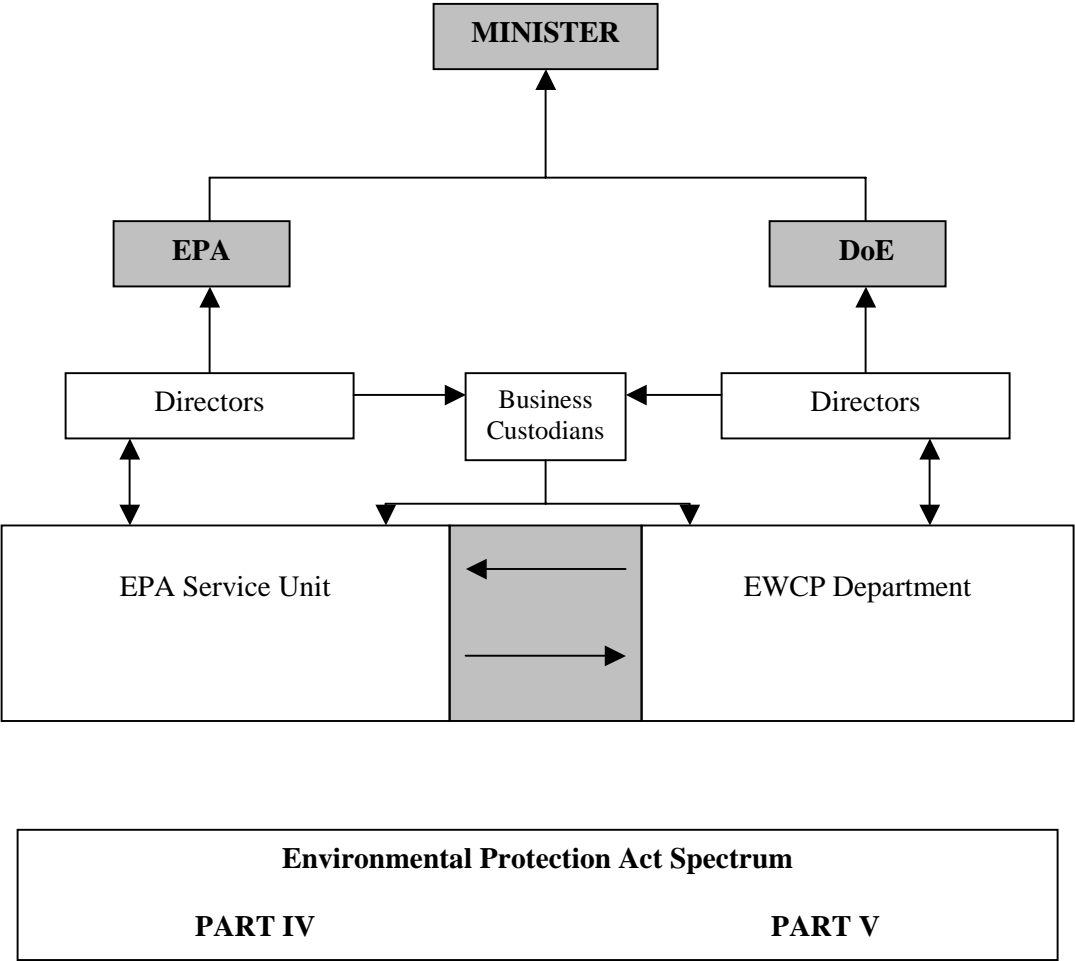 MINISTER
EPA
DoE
Directors
Business
Custodians
Directors
EPA Service Unit
EWCP Department
Environmental Protection Act Spectrum
PART IV
PART V